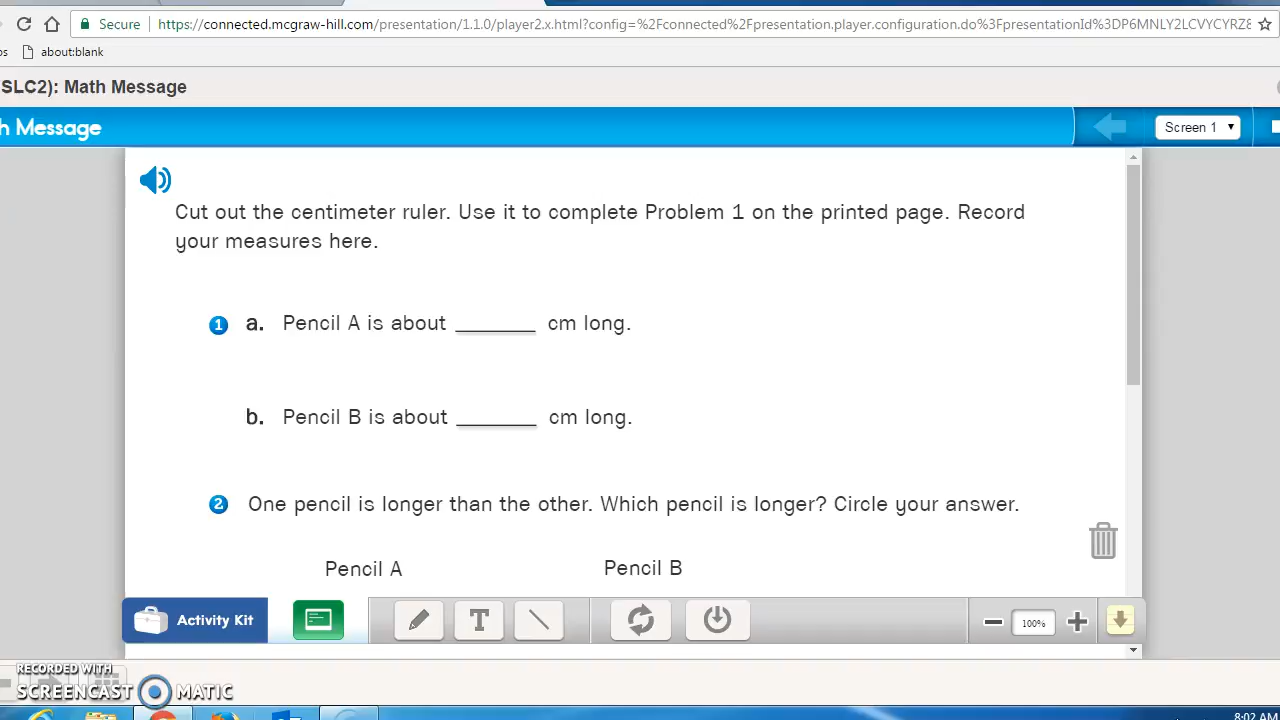 Secure https://connected.mcgraw-hill.com/presentation/1.1.0/player2.x.html?config=%2Fconnected%2Fpresentation.player.configuration.do%3FpresentationId%3DP6MNLY2LCVYCYRZ8
ps about:blank
(SLC2): Math Message
h Message
Screen 1
Cut out the centimeter ruler. Use it to complete Problem 1 on the printed page. Record
your measures here.
1 a. Pencil A is about _______ cm long.
b. Pencil B is about _______ cm long.
2 One pencil is longer than the other. Which pencil is longer? Circle your answer.
Pencil A Pencil B
Activity Kit T 100%
RECORDED WITH
SCREENCAST MATIC
8:02 AM